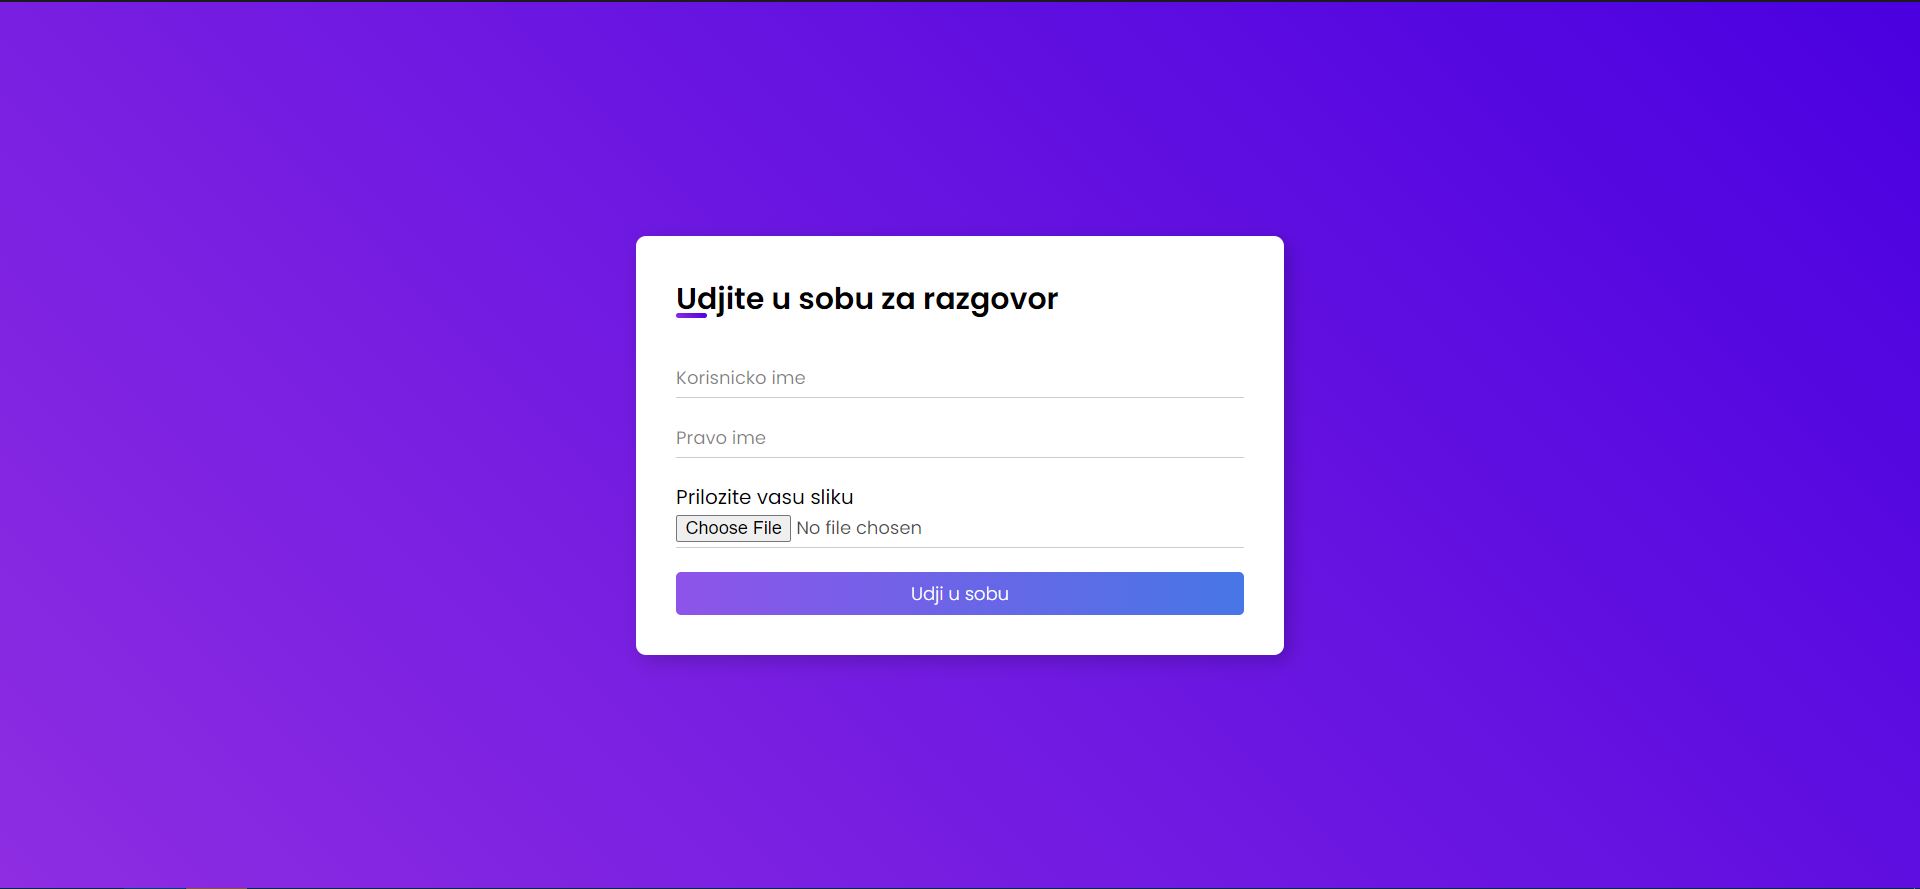 Udjite u sobu za razgovor
Korisnicko ime
Pravo ime
Prilozite vasu sliku
Choose File No file chosen
Udji u sobu